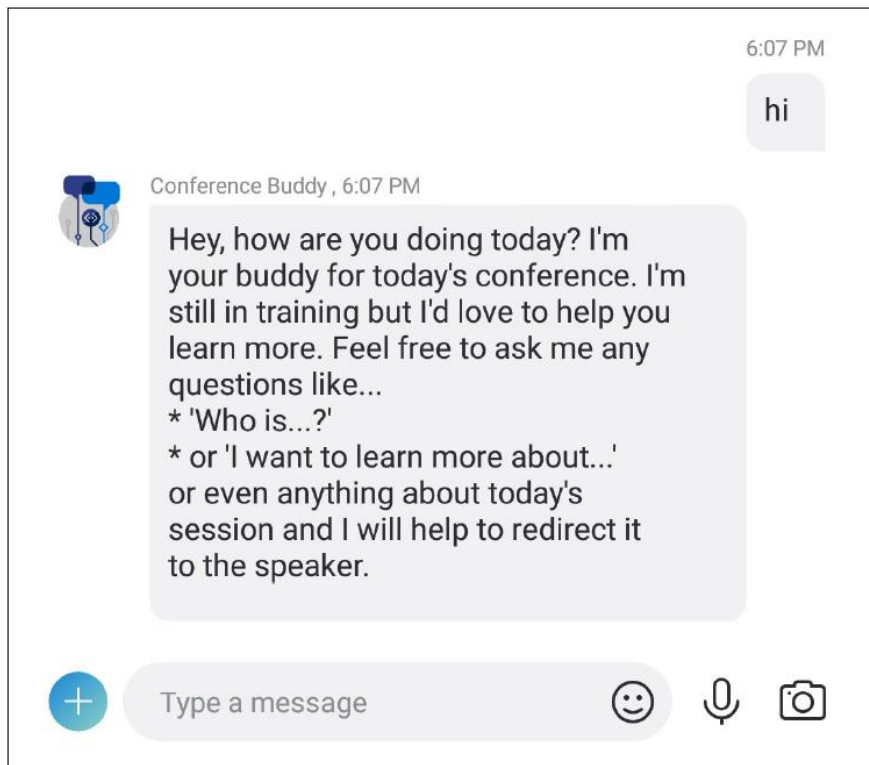 6:07 PM
hi
Conference Buddy , 6:07 PM
Hey, how are you doing today? I'm
your buddy for today's conference. I'm
still in training but I'd love to help you
learn more. Feel free to ask me any
questions like...
* 'Who is...?'
* or 'I want to learn more about...'
or even anything about today's
session and I will help to redirect it
to the speaker.
Type a message